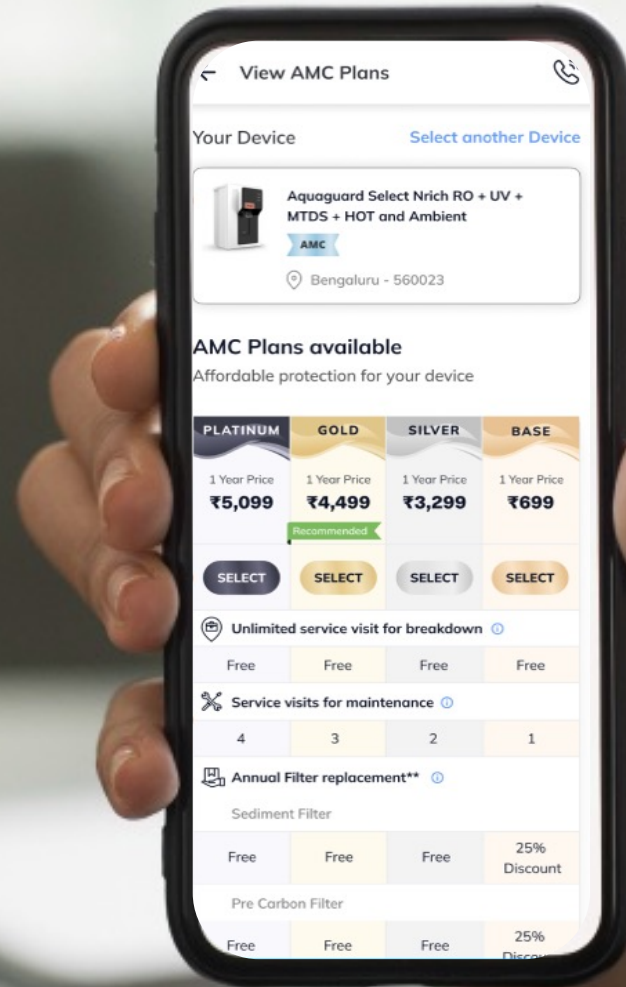 View AMC Plans
Your Device Select another Device
Aquaguard Select Nrich RO + UV +
MTDS + HOT and Ambient
AMC
Bengaluru - 560023
AMC Plans available
Affordable protection for your device
PLATINUM GOLD SILVER BASE
1 Year Price 1 Year Price 1 Year Price 1 Year Price
₹5,099 ₹4,499 ₹3,299 ₹699
Recommended
SELECT SELECT SELECT SELECT
Unlimited service visit for breakdown
Free Free Free Free
Service visits for maintenance
4 3 2 1
Annual Filter replacement**
Sediment Filter
Free Free Free 25%
Discount
Pre Carbon Filter
Free Free Free 25%
Discount